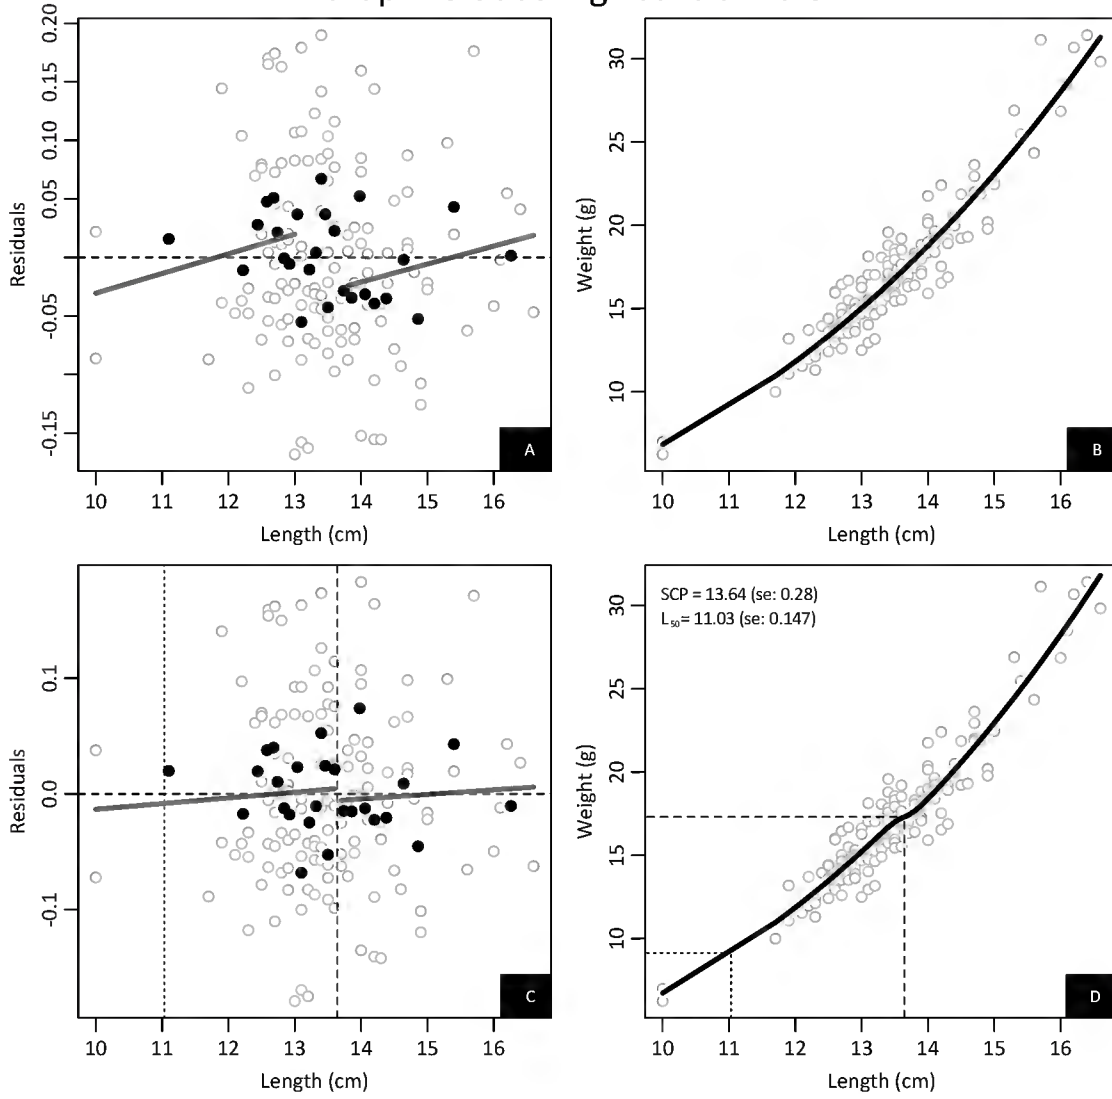 0.20
0.15
0.10
0.05
-0.05
-0.15
Residuals
10 11 12 13 14 15 16
Length (cm)
A
30
25
20
15
10
Weight (g)
10 11 12 13 14 15 16
Length (cm)
B
0.1
0.0
-0.1
Residuals
10 11 12 13 14 15 16
Length (cm)
C
SCP = 13.64 (se: 0.28)
L50= 11.03 (se: 0.147)
30
25
20
15
10
Weight (g)
10 11 12 13 14 15 16
Length (cm)
D